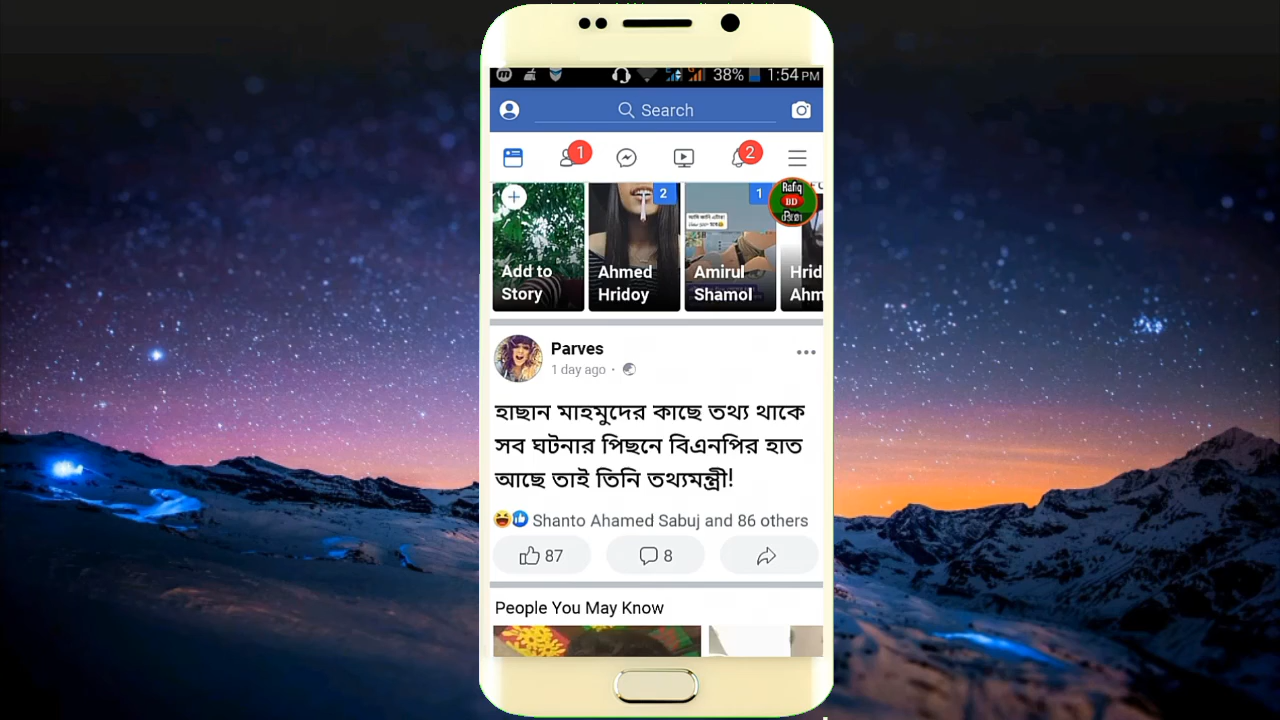 38% 1:54 PM
Search
1
2
Rafiq
BD
2
1
Add to
Story
Ahmed
Hridoy
Amirul
Shamol
Hrid
Ahm
Parves
1 day ago ·
হাছান মাহমুদের কাছে তথ্য থাকে
সব ঘটনার পিছনে বিএনপির হাত
আছে তাই তিনি তথ্যমন্ত্রী!
Shanto Ahamed Sabuj and 86 others
87
8
People You May Know